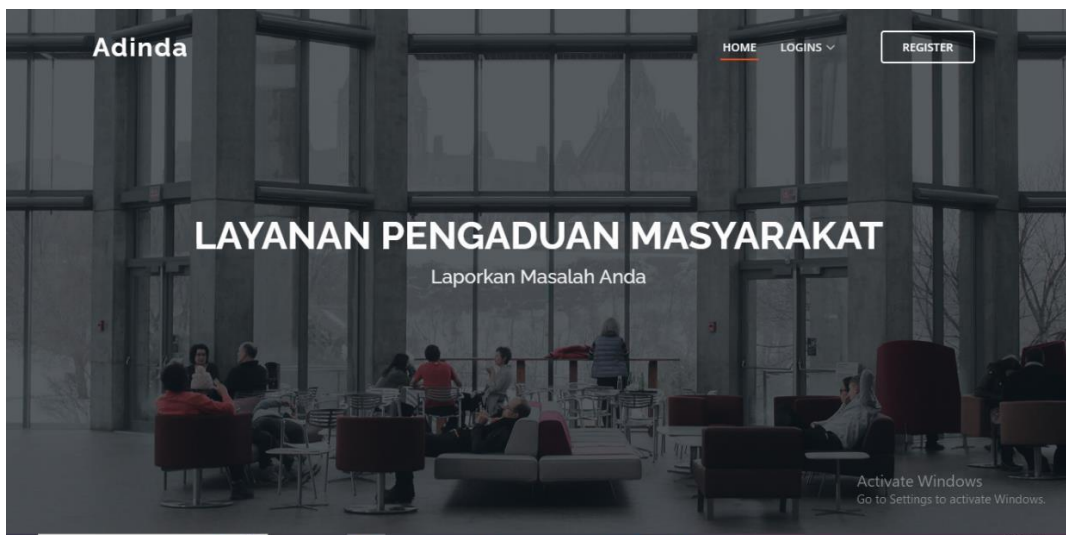 Adinda
HOME LOGINS REGISTER
LAYANAN PENGADUAN MASYARAKAT
Laporkan Masalah Anda
Activate Windows
Go to Settings to activate Windows.